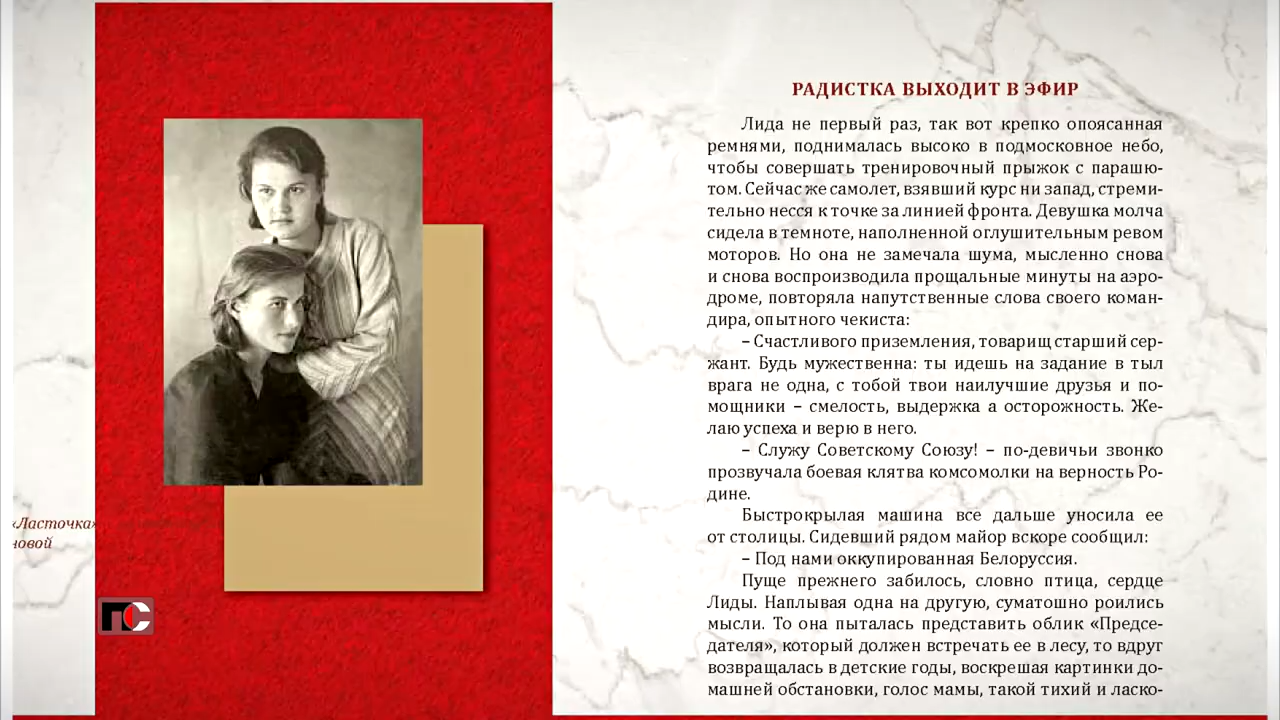 «Ласточка»
новой
ПС
РАДИСТКА ВЫХОДИТ В ЭФИР
Лида не первый раз, так вот крепко опоясанная
ремнями, поднималась высоко в подмосковное небо,
чтобы совершать тренировочный прыжок с парашю-
том. Сейчас же самолет, взявший курс ни запад, стреми-
тельно несся к точке за линией фронта. Девушка молча
сидела в темноте, наполненной оглушительным ревом
моторов. Но она не замечала шума, мысленно снова
и снова воспроизводила прощальные минуты на аэро-
дроме, повторяла напутственные слова своего коман-
дира, опытного чекиста:
– Счастливого приземления, товарищ старший сер-
жант. Будь мужественна: ты идешь на задание в тыл
врага не одна, с тобой твои наилучшие друзья и по-
мощники – смелость, выдержка а осторожность. Же-
лаю успеха и верю в него.
– Служу Советскому Союзу! – по-девичьи звонко
прозвучала боевая клятва комсомолки на верность Ро-
дине.
Быстрокрылая машина все дальше уносила ее
от столицы. Сидевший рядом майор вскоре сообщил:
– Под нами оккупированная Белоруссия.
Пуще прежнего забилось, словно птица, сердце
Лиды. Наплывая одна на другую, суматошно роились
мысли. То она пыталась представить облик «Предсе-
дателя», который должен встречать ее в лесу, то вдруг
возвращалась в детские годы, воскрешая картинки до-
машней обстановки, голос мамы, такой тихий и ласко-